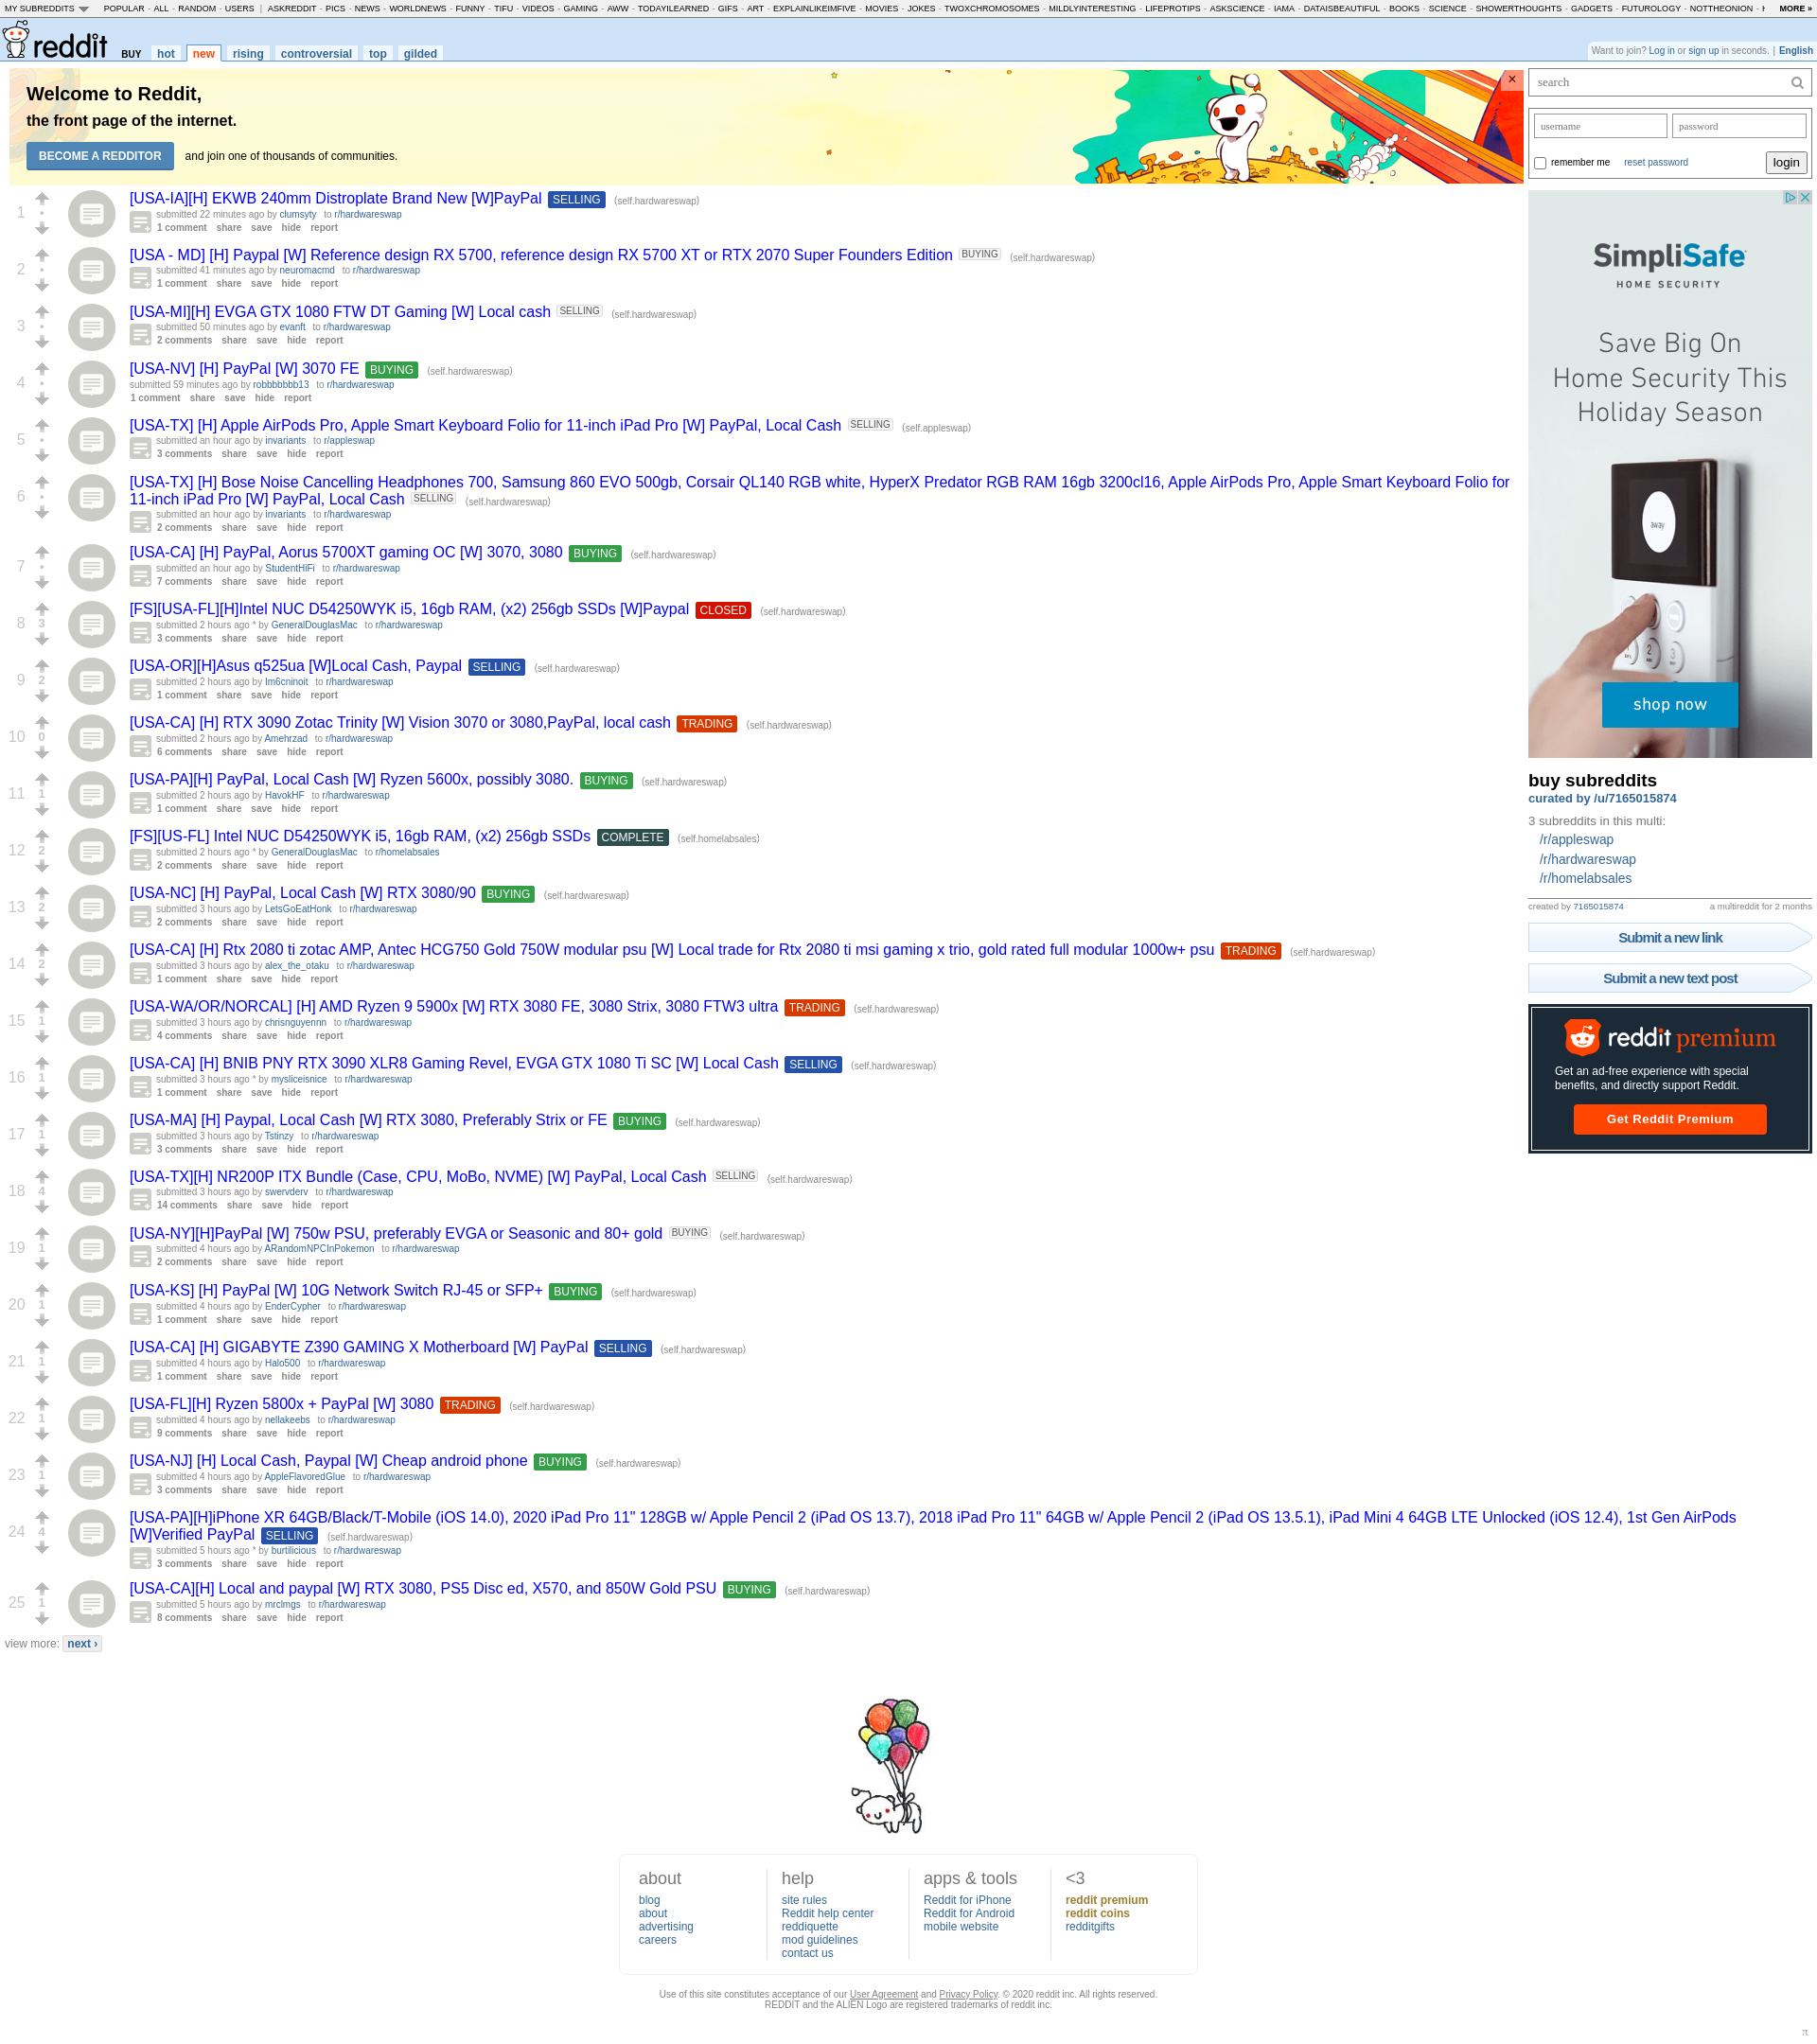 MY SUBREDDITS POPULAR - ALL - RANDOM - USERS | ASKREDDIT - PICS - NEWS - WORLDNEWS - FUNNY - TIFU - VIDEOS - GAMING - AWW - TODAYILEARNED - GIFS - ART - EXPLAINLIKEIMFIVE - MOVIES - JOKES - TWOXCHROMOSOMES - MILDLYINTERESTING - LIFEPROTIPS - ASKSCIENCE - IAMA - DATAISBEAUTIFUL - BOOKS - SCIENCE - SHOWERTHOUGHTS - GADGETS - FUTUROLOGY - NOTTHEONION - MORE »
reddit BUY hot new rising controversial top gilded
Want to join? Log in or sign up in seconds. | English
Welcome to Reddit,
the front page of the internet.
BECOME A REDDITOR and join one of thousands of communities.
×
search
username password
remember me reset password login
1 [USA-IA][H] EKWB 240mm Distroplate Brand New [W]PayPal SELLING (self.hardwareswap)
submitted 22 minutes ago by clumsyty to r/hardwareswap
1 comment share save hide report
2 [USA - MD] [H] Paypal [W] Reference design RX 5700, reference design RX 5700 XT or RTX 2070 Super Founders Edition BUYING (self.hardwareswap)
submitted 41 minutes ago by neuromacmd to r/hardwareswap
1 comment share save hide report
3 [USA-MI][H] EVGA GTX 1080 FTW DT Gaming [W] Local cash SELLING (self.hardwareswap)
submitted 50 minutes ago by evanft to r/hardwareswap
2 comments share save hide report
4 [USA-NV] [H] PayPal [W] 3070 FE BUYING (self.hardwareswap)
submitted 59 minutes ago by robbbbbbb13 to r/hardwareswap
1 comment share save hide report
5 [USA-TX] [H] Apple AirPods Pro, Apple Smart Keyboard Folio for 11-inch iPad Pro [W] PayPal, Local Cash SELLING (self.appleswap)
submitted an hour ago by invariants to r/appleswap
3 comments share save hide report
6 [USA-TX] [H] Bose Noise Cancelling Headphones 700, Samsung 860 EVO 500gb, Corsair QL140 RGB white, HyperX Predator RGB RAM 16gb 3200cl16, Apple AirPods Pro, Apple Smart Keyboard Folio for
11-inch iPad Pro [W] PayPal, Local Cash SELLING (self.hardwareswap)
submitted an hour ago by invariants to r/hardwareswap
2 comments share save hide report
7 [USA-CA] [H] PayPal, Aorus 5700XT gaming OC [W] 3070, 3080 BUYING (self.hardwareswap)
submitted an hour ago by StudentHiFi to r/hardwareswap
7 comments share save hide report
8 3 [FS][USA-FL][H]Intel NUC D54250WYK i5, 16gb RAM, (x2) 256gb SSDs [W]Paypal CLOSED (self.hardwareswap)
submitted 2 hours ago * by GeneralDouglasMac to r/hardwareswap
3 comments share save hide report
9 2 [USA-OR][H]Asus q525ua [W]Local Cash, Paypal SELLING (self.hardwareswap)
submitted 2 hours ago by Im6cninoit to r/hardwareswap
1 comment share save hide report
10 0 [USA-CA] [H] RTX 3090 Zotac Trinity [W] Vision 3070 or 3080,PayPal, local cash TRADING (self.hardwareswap)
submitted 2 hours ago by Amehrzad to r/hardwareswap
6 comments share save hide report
11 1 [USA-PA][H] PayPal, Local Cash [W] Ryzen 5600x, possibly 3080. BUYING (self.hardwareswap)
submitted 2 hours ago by HavokHF to r/hardwareswap
1 comment share save hide report
12 2 [FS][US-FL] Intel NUC D54250WYK i5, 16gb RAM, (x2) 256gb SSDs COMPLETE (self.homelabsales)
submitted 2 hours ago * by GeneralDouglasMac to r/homelabsales
2 comments share save hide report
13 2 [USA-NC] [H] PayPal, Local Cash [W] RTX 3080/90 BUYING (self.hardwareswap)
submitted 3 hours ago by LetsGoEatHonk to r/hardwareswap
2 comments share save hide report
14 2 [USA-CA] [H] Rtx 2080 ti zotac AMP, Antec HCG750 Gold 750W modular psu [W] Local trade for Rtx 2080 ti msi gaming x trio, gold rated full modular 1000w+ psu TRADING (self.hardwareswap)
submitted 3 hours ago by alex_the_otaku to r/hardwareswap
1 comment share save hide report
15 1 [USA-WA/OR/NORCAL] [H] AMD Ryzen 9 5900x [W] RTX 3080 FE, 3080 Strix, 3080 FTW3 ultra TRADING (self.hardwareswap)
submitted 3 hours ago by chrisnguyennn to r/hardwareswap
4 comments share save hide report
16 1 [USA-CA] [H] BNIB PNY RTX 3090 XLR8 Gaming Revel, EVGA GTX 1080 Ti SC [W] Local Cash SELLING (self.hardwareswap)
submitted 3 hours ago * by mysliceisnice to r/hardwareswap
1 comment share save hide report
17 1 [USA-MA] [H] Paypal, Local Cash [W] RTX 3080, Preferably Strix or FE BUYING (self.hardwareswap)
submitted 3 hours ago by Tstinzy to r/hardwareswap
3 comments share save hide report
18 4 [USA-TX][H] NR200P ITX Bundle (Case, CPU, MoBo, NVME) [W] PayPal, Local Cash SELLING (self.hardwareswap)
submitted 3 hours ago by swervderv to r/hardwareswap
14 comments share save hide report
19 1 [USA-NY][H]PayPal [W] 750w PSU, preferably EVGA or Seasonic and 80+ gold BUYING (self.hardwareswap)
submitted 4 hours ago by ARandomNPCInPokemon to r/hardwareswap
2 comments share save hide report
20 1 [USA-KS] [H] PayPal [W] 10G Network Switch RJ-45 or SFP+ BUYING (self.hardwareswap)
submitted 4 hours ago by EnderCypher to r/hardwareswap
1 comment share save hide report
21 1 [USA-CA] [H] GIGABYTE Z390 GAMING X Motherboard [W] PayPal SELLING (self.hardwareswap)
submitted 4 hours ago by Halo500 to r/hardwareswap
1 comment share save hide report
22 1 [USA-FL][H] Ryzen 5800x + PayPal [W] 3080 TRADING (self.hardwareswap)
submitted 4 hours ago by nellakeebs to r/hardwareswap
9 comments share save hide report
23 1 [USA-NJ] [H] Local Cash, Paypal [W] Cheap android phone BUYING (self.hardwareswap)
submitted 4 hours ago by AppleFlavoredGlue to r/hardwareswap
3 comments share save hide report
24 4 [USA-PA][H]iPhone XR 64GB/Black/T-Mobile (iOS 14.0), 2020 iPad Pro 11" 128GB w/ Apple Pencil 2 (iPad OS 13.7), 2018 iPad Pro 11" 64GB w/ Apple Pencil 2 (iPad OS 13.5.1), iPad Mini 4 64GB LTE Unlocked (iOS 12.4), 1st Gen AirPods
[W]Verified PayPal SELLING (self.hardwareswap)
submitted 5 hours ago * by burtilicious to r/hardwareswap
3 comments share save hide report
25 1 [USA-CA][H] Local and paypal [W] RTX 3080, PS5 Disc ed, X570, and 850W Gold PSU BUYING (self.hardwareswap)
submitted 5 hours ago by mrclmgs to r/hardwareswap
8 comments share save hide report
view more: next ›
SimpliSafe
HOME SECURITY
Save Big On
Home Security This
Holiday Season
away
2 3
shop now
buy subreddits
curated by /u/7165015874
3 subreddits in this multi:
/r/appleswap
/r/hardwareswap
/r/homelabsales
created by 7165015874 a multireddit for 2 months
Submit a new link
Submit a new text post
reddit premium
Get an ad-free experience with special
benefits, and directly support Reddit.
Get Reddit Premium
about
blog
about
advertising
careers
help
site rules
Reddit help center
reddiquette
mod guidelines
contact us
apps & tools
Reddit for iPhone
Reddit for Android
mobile website
<3
reddit premium
reddit coins
redditgifts
Use of this site constitutes acceptance of our User Agreement and Privacy Policy. © 2020 reddit inc. All rights reserved.
REDDIT and the ALIEN Logo are registered trademarks of reddit inc.
π